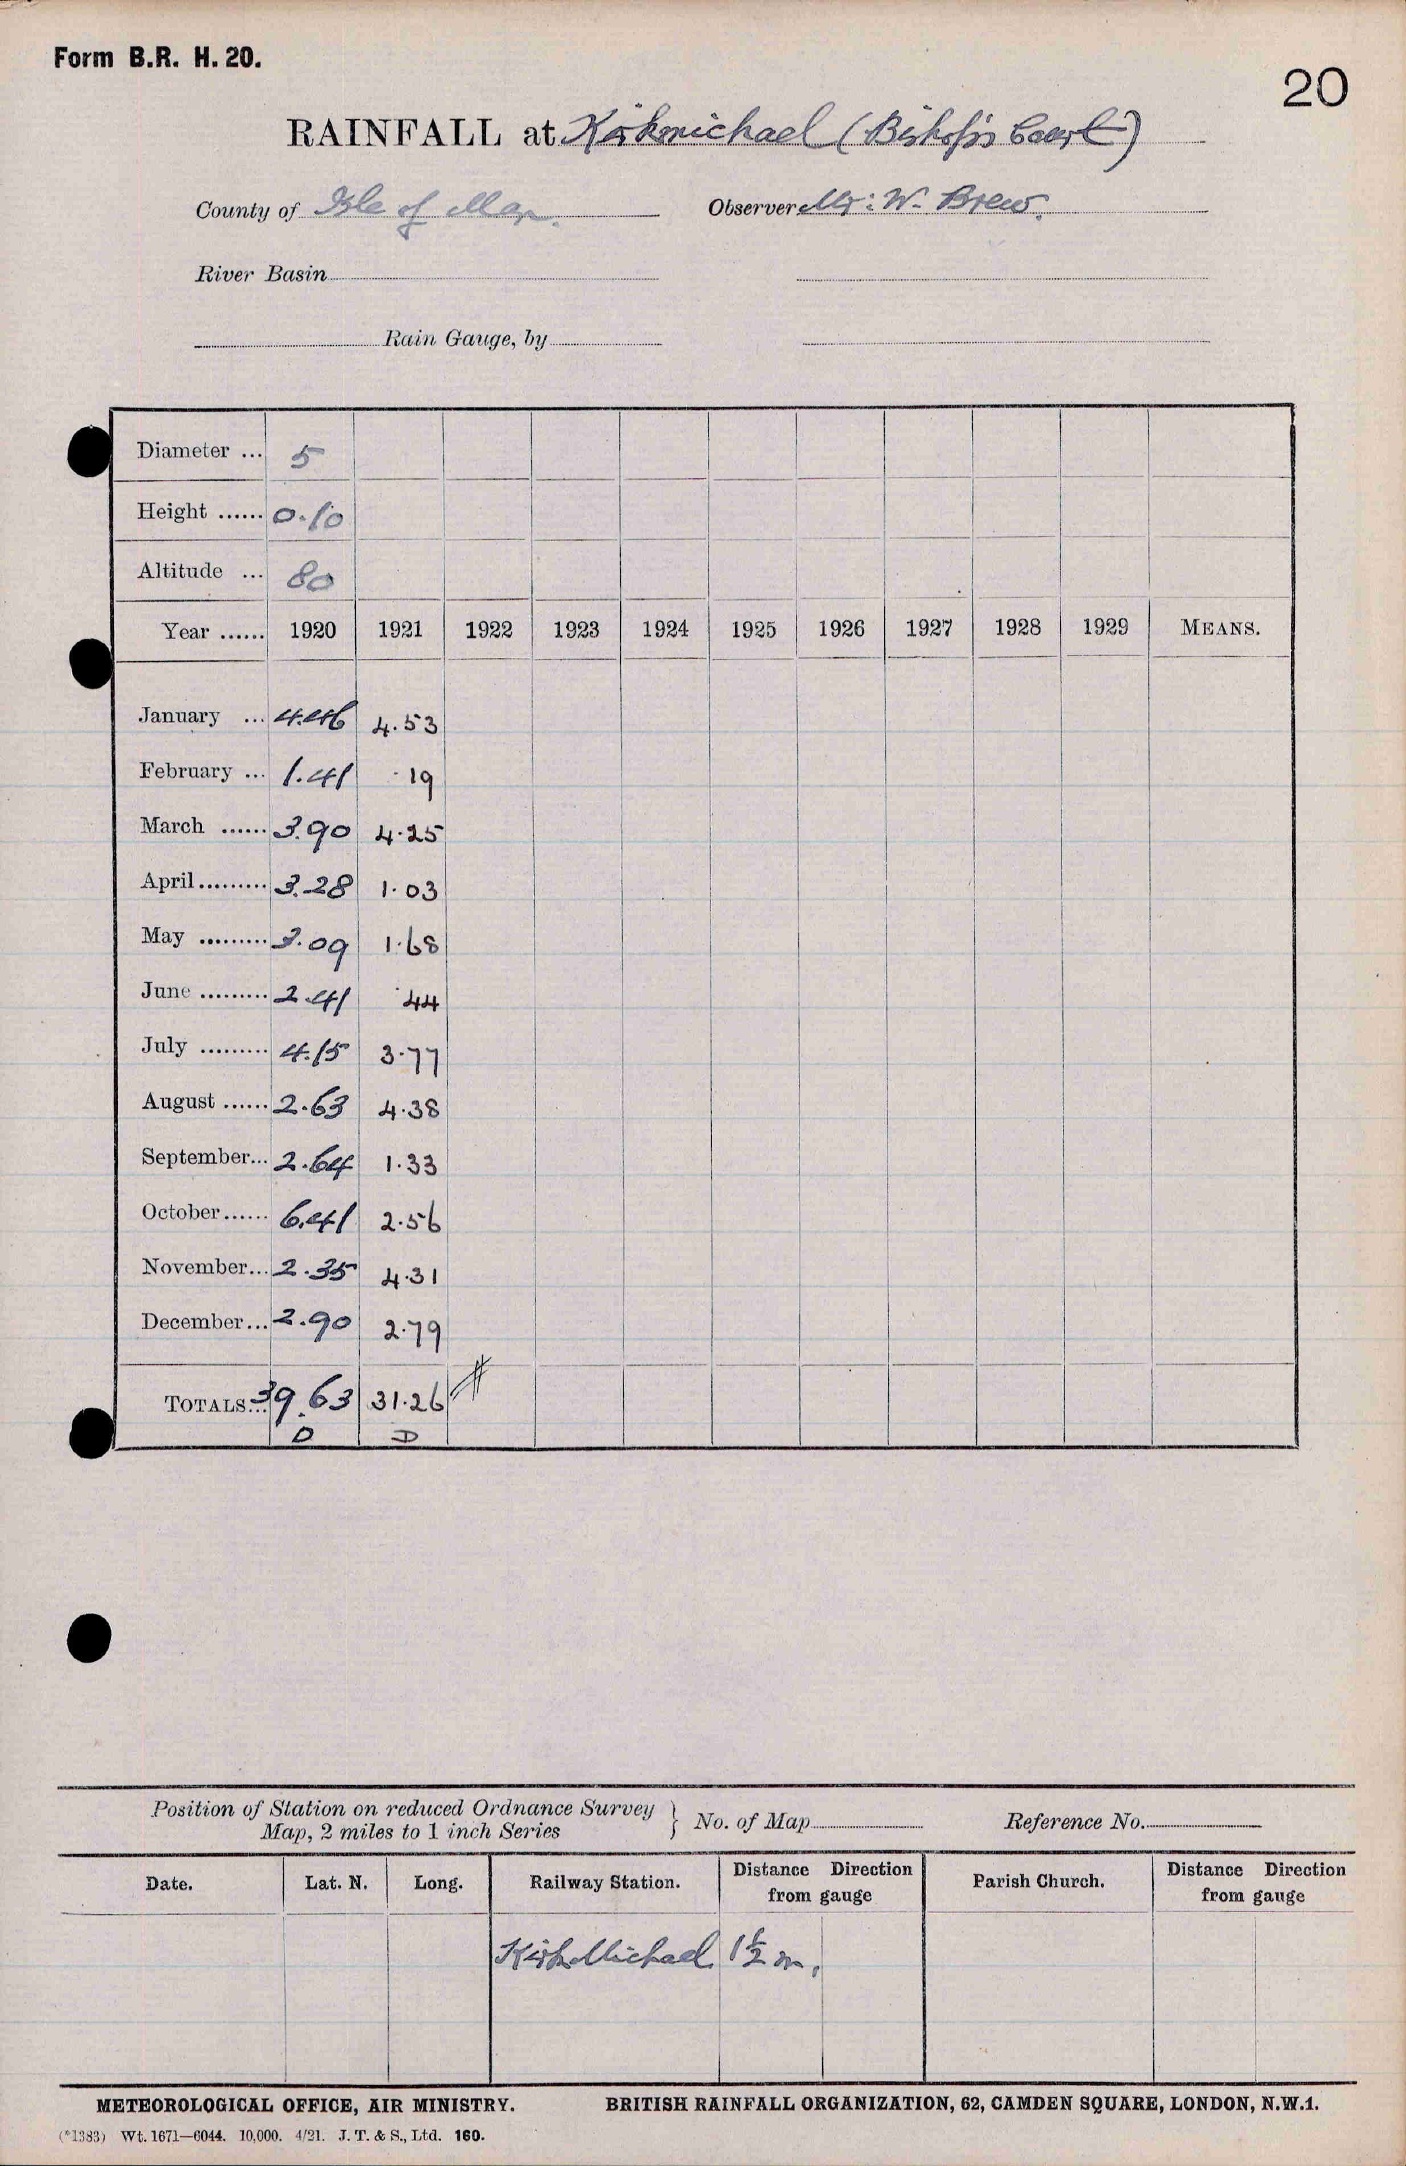 Form B.R. H. 20.
20
RAINFALL at Kirkmichael (Bishop's Court)
County of Isle of Man. Observer Mr. W. Brew.
River Basin
Rain Gauge, by
Diameter ... 5
Height ...... 0.10
Altitude ... 80
Year ...... 1920 1921 1922 1923 1924 1925 1926 1927 1928 1929 MEANS.
January ... 4.46 4.53
February ... 1.41 .19
March ...... 3.90 4.25
April ......... 3.28 1.03
May ......... 3.09 1.68
June ......... 2.41 .44
July ......... 4.15 3.77
August ...... 2.63 4.38
September... 2.64 1.33
October ...... 6.41 2.56
November... 2.35 4.31
December... 2.90 2.79
TOTALS... 39.63 31.26 #
D D
Position of Station on reduced Ordnance Survey
Map, 2 miles to 1 inch Series } No. of Map Reference No.
Date. Lat. N. Long. Railway Station. Distance Direction from gauge Parish Church. Distance Direction from gauge
Kirk Michael 1½ m.
METEOROLOGICAL OFFICE, AIR MINISTRY. BRITISH RAINFALL ORGANIZATION, 62, CAMDEN SQUARE, LONDON, N.W.1.
(*1383) Wt. 1671—6044. 10,000. 4/21. J. T. & S., Ltd. 160.